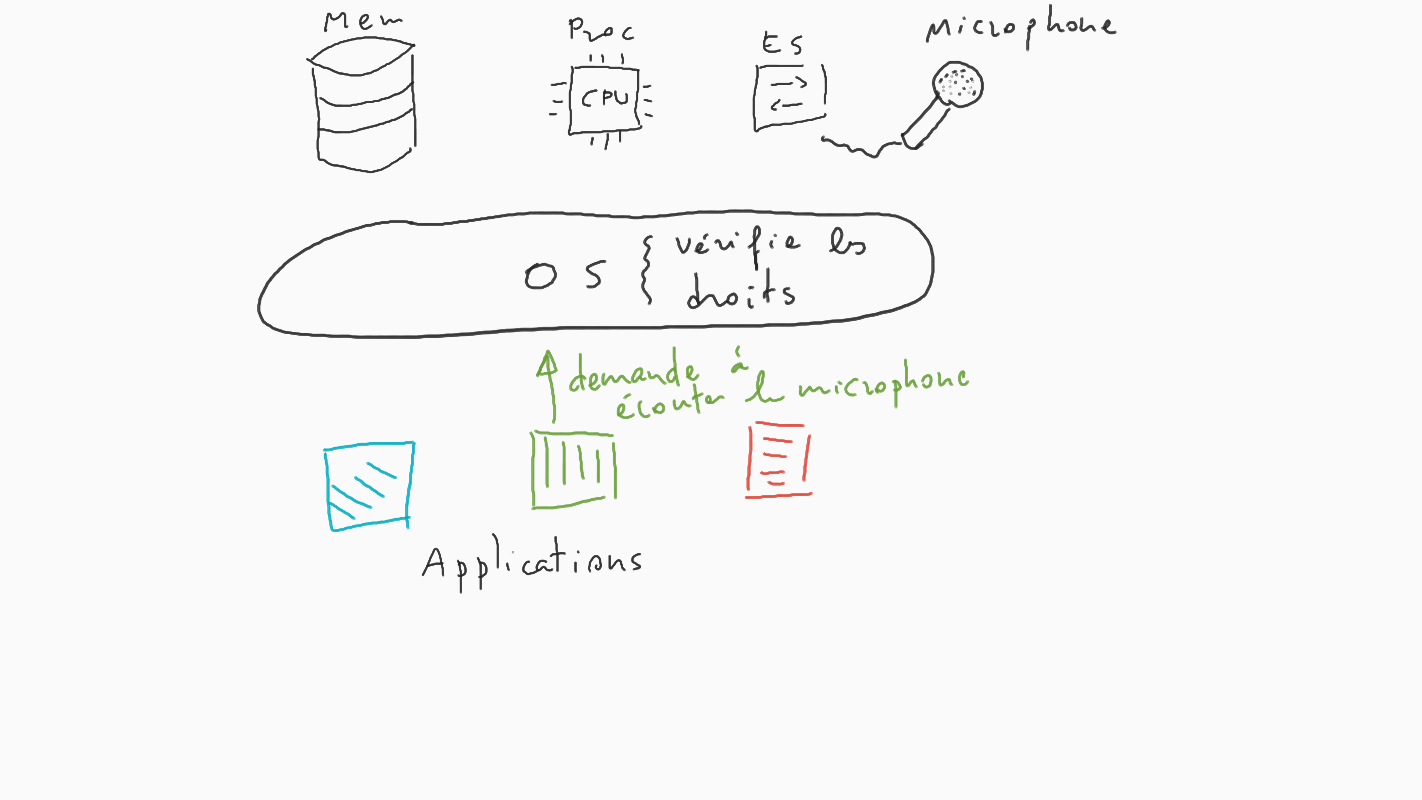 Mem
Proc
ES
Microphone
CPU
OS { vérifie les
droits
demande à
écouter le microphone
Applications